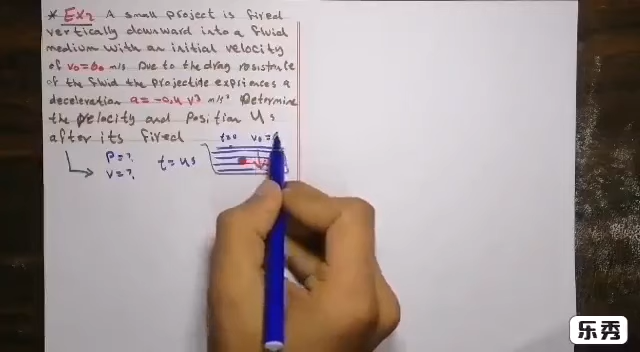 * Ex2 A small project is fired
vertically downward into a fluid
medium with an initial velocity
of v0=60 m/s Due to the drag resistrate
of the fluid the projectile expriences a
deceleration a = -0,4 v3 m/s² Determine
the velocity and Position 4s
after its fired
t=0 v0=
P=?
V=?
t=4s
乐秀